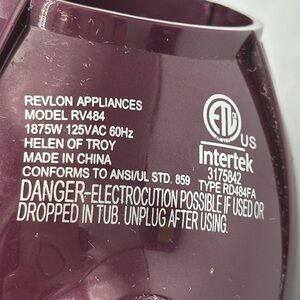 REVLON APPLIANCES
MODEL RV484
1875W 125VAC 60Hz
HELEN OF TROY
MADE IN CHINA
CONFORMS TO ANSI/UL STD. 859
ETL
US
Intertek
3175842
TYPE RD484FA
DANGER-ELECTROCUTION POSSIBLE IF USED OR
DROPPED IN TUB. UNPLUG AFTER USING.